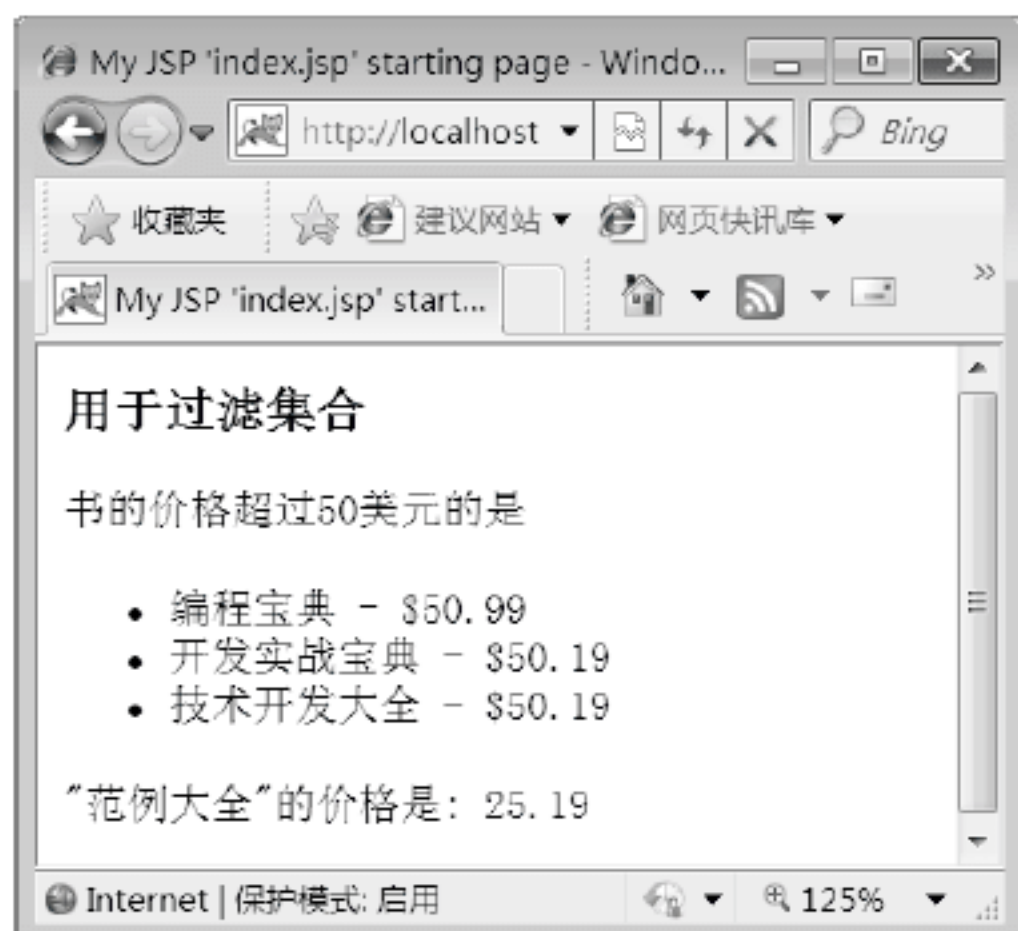 My JSP 'index.jsp' starting page - Windo...
http://localhost
Bing
收藏夹 建议网站 网页快讯库
My JSP 'index.jsp' start...
用于过滤集合
书的价格超过50美元的是
• 编程宝典 - $50.99
• 开发实战宝典 - $50.19
• 技术开发大全 - $50.19
"范例大全"的价格是: 25.19
Internet | 保护模式: 启用 125%